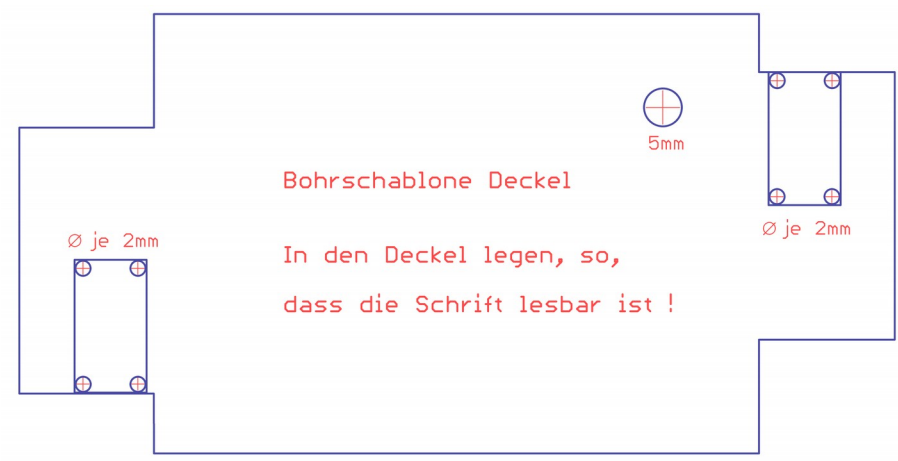 5mm
Bohrschablone Deckel
Ø je 2mm
Ø je 2mm
In den Deckel legen, so,
dass die Schrift lesbar ist !